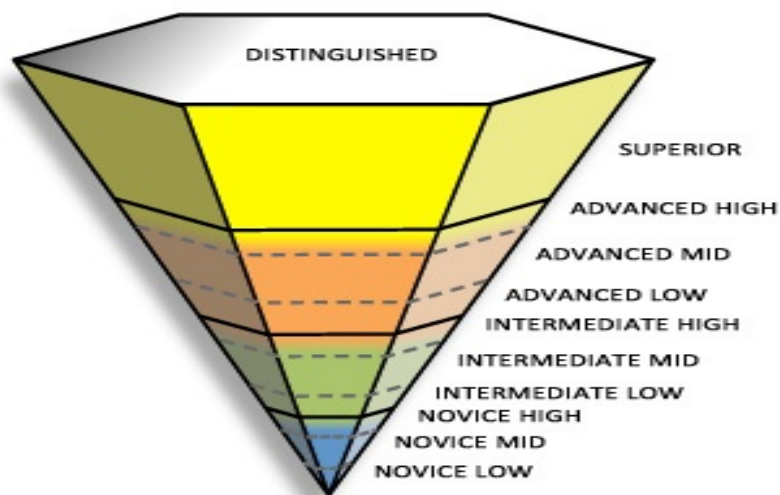 DISTINGUISHED
SUPERIOR
ADVANCED HIGH
ADVANCED MID
ADVANCED LOW
INTERMEDIATE HIGH
INTERMEDIATE MID
INTERMEDIATE LOW
NOVICE HIGH
NOVICE MID
NOVICE LOW